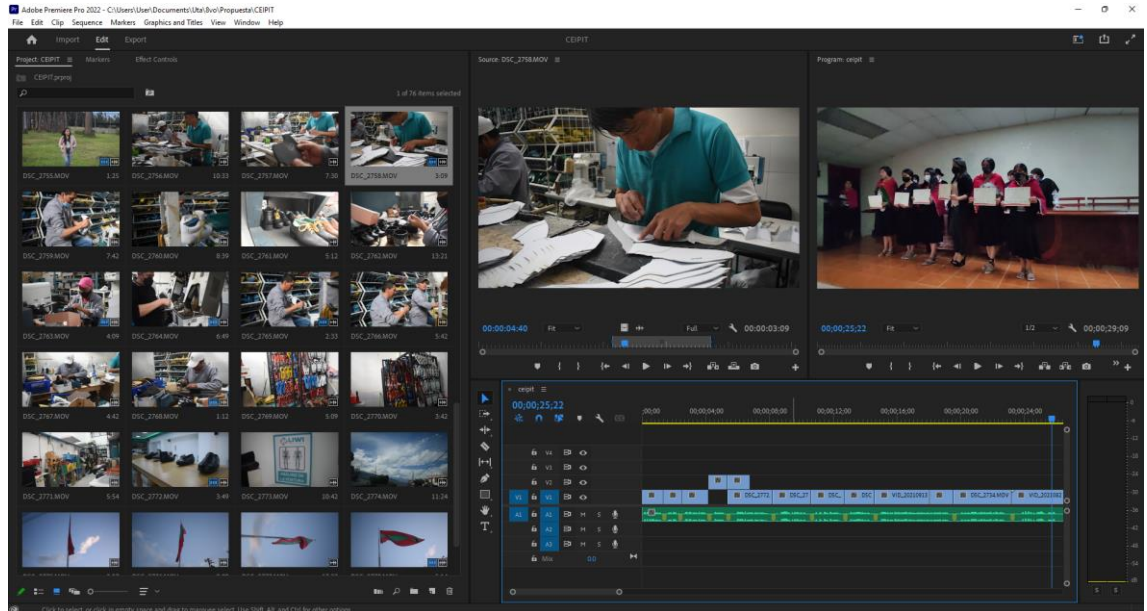 Adobe Premiere Pro 2022 - C:\Users\User\Documents\Uta\8vo\Propuesta\CEIPIT
File Edit Clip Sequence Markers Graphics and Titles View Window Help
Import Edit Export
CEIPIT
Project: CEIPIT Markers Effect Controls
CEIPIT.prproj
1 of 76 items selected
DSC_2755.MOV 1:25 DSC_2756.MOV 10:33 DSC_2757.MOV 7:30 DSC_2758.MOV 3:09
DSC_2759.MOV 7:42 DSC_2760.MOV 8:39 DSC_2761.MOV 5:12 DSC_2762.MOV 13:21
DSC_2763.MOV 4:09 DSC_2764.MOV 6:49 DSC_2765.MOV 2:33 DSC_2766.MOV 5:42
DSC_2767.MOV 4:42 DSC_2768.MOV 1:12 DSC_2769.MOV 5:09 DSC_2770.MOV 3:42
UWI
DSC_2771.MOV 5:54 DSC_2772.MOV 3:49 DSC_2773.MOV 10:42 DSC_2774.MOV 11:24
Source: DSC_2758.MOV
00:00:04:40 Fit Full 00:00:03:09
Program: ceipit
00;00;25;22 Fit 1/2 00;00;29;09
ceipit
00;00;25;22
;00;00 00;00;04;00 00;00;08;00 00;00;12;00 00;00;16;00 00;00;20;00 00;00;24;00
V4
V3
V2
V1 V1 DSC_2772 DSC_27 DSC_ DSC VID_20210913 DSC_2734.MOV
A1 A1 M S
A2 M S
A3 M S
Mix 0.0
S S
Click to select, or click in empty space and drag to marquee select. Use Shift, Alt, and Ctrl for other options.